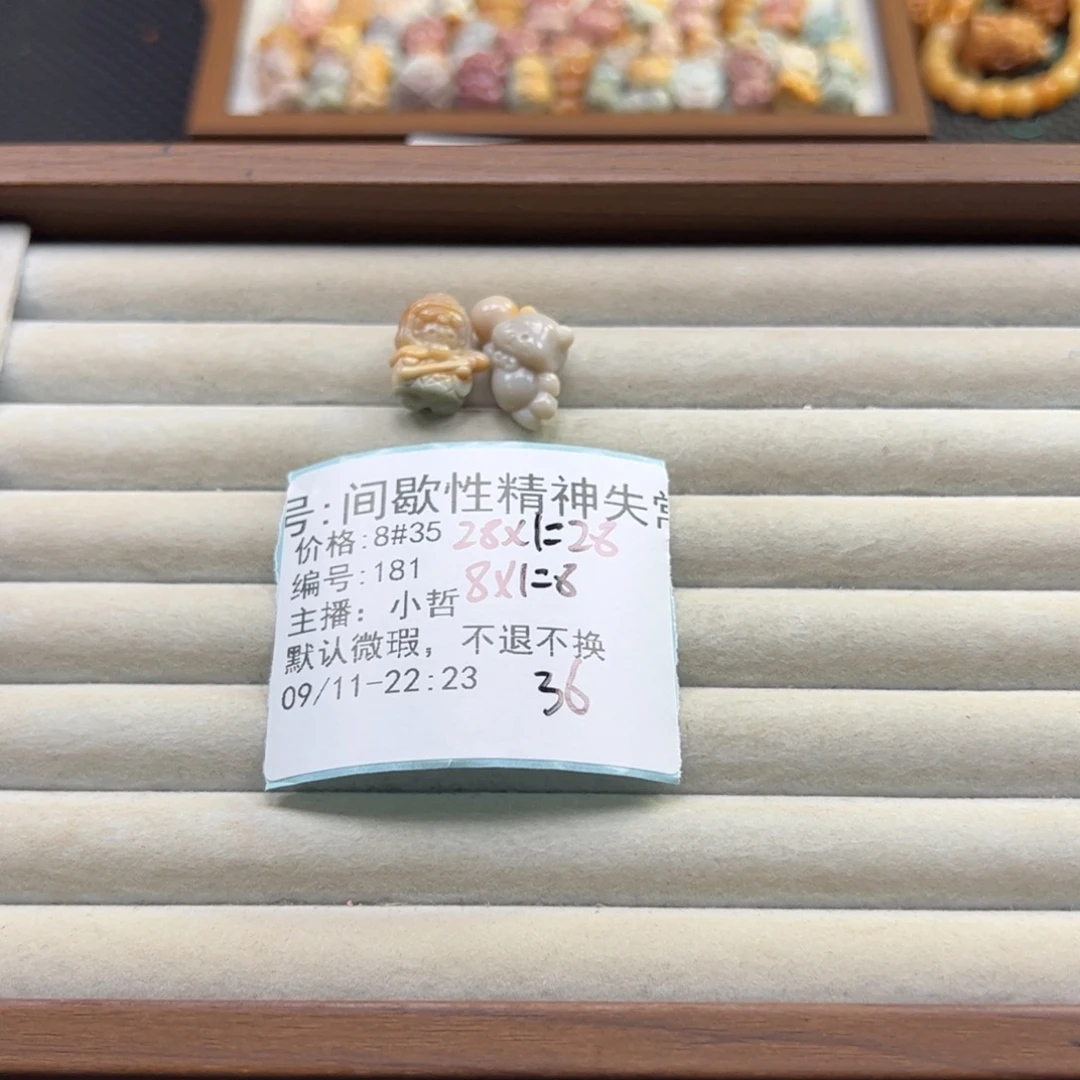 号:间歇性精神失常
价格:8#35 28x1=28
编号:181 8x1=8
主播: 小哲
默认微瑕, 不退不换
09/11-22:23 36